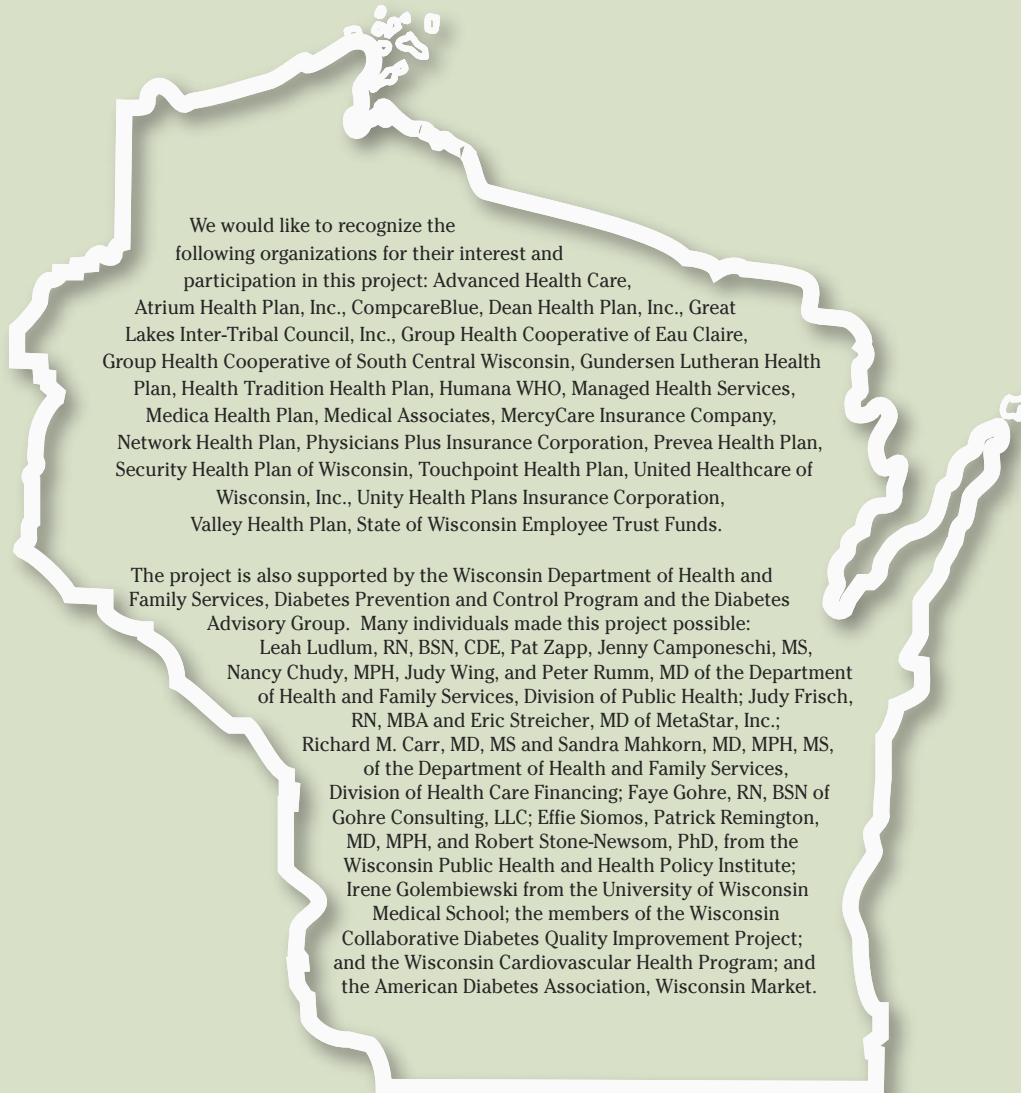 We would like to recognize the
following organizations for their interest and
participation in this project: Advanced Health Care,
Atrium Health Plan, Inc., CompcareBlue, Dean Health Plan, Inc., Great
Lakes Inter-Tribal Council, Inc., Group Health Cooperative of Eau Claire,
Group Health Cooperative of South Central Wisconsin, Gundersen Lutheran Health
Plan, Health Tradition Health Plan, Humana WHO, Managed Health Services,
Medica Health Plan, Medical Associates, MercyCare Insurance Company,
Network Health Plan, Physicians Plus Insurance Corporation, Prevea Health Plan,
Security Health Plan of Wisconsin, Touchpoint Health Plan, United Healthcare of
Wisconsin, Inc., Unity Health Plans Insurance Corporation,
Valley Health Plan, State of Wisconsin Employee Trust Funds.
The project is also supported by the Wisconsin Department of Health and
Family Services, Diabetes Prevention and Control Program and the Diabetes
Advisory Group.  Many individuals made this project possible:
Leah Ludlum, RN, BSN, CDE, Pat Zapp, Jenny Camponeschi, MS,
Nancy Chudy, MPH, Judy Wing, and Peter Rumm, MD of the Department
of Health and Family Services, Division of Public Health; Judy Frisch,
RN, MBA and Eric Streicher, MD of MetaStar, Inc.;
Richard M. Carr, MD, MS and Sandra Mahkorn, MD, MPH, MS,
of the Department of Health and Family Services,
Division of Health Care Financing; Faye Gohre, RN, BSN of
Gohre Consulting, LLC; Effie Siomos, Patrick Remington,
MD, MPH, and Robert Stone-Newsom, PhD, from the
Wisconsin Public Health and Health Policy Institute;
Irene Golembiewski from the University of Wisconsin
Medical School; the members of the Wisconsin
Collaborative Diabetes Quality Improvement Project;
and the Wisconsin Cardiovascular Health Program; and
the American Diabetes Association, Wisconsin Market.